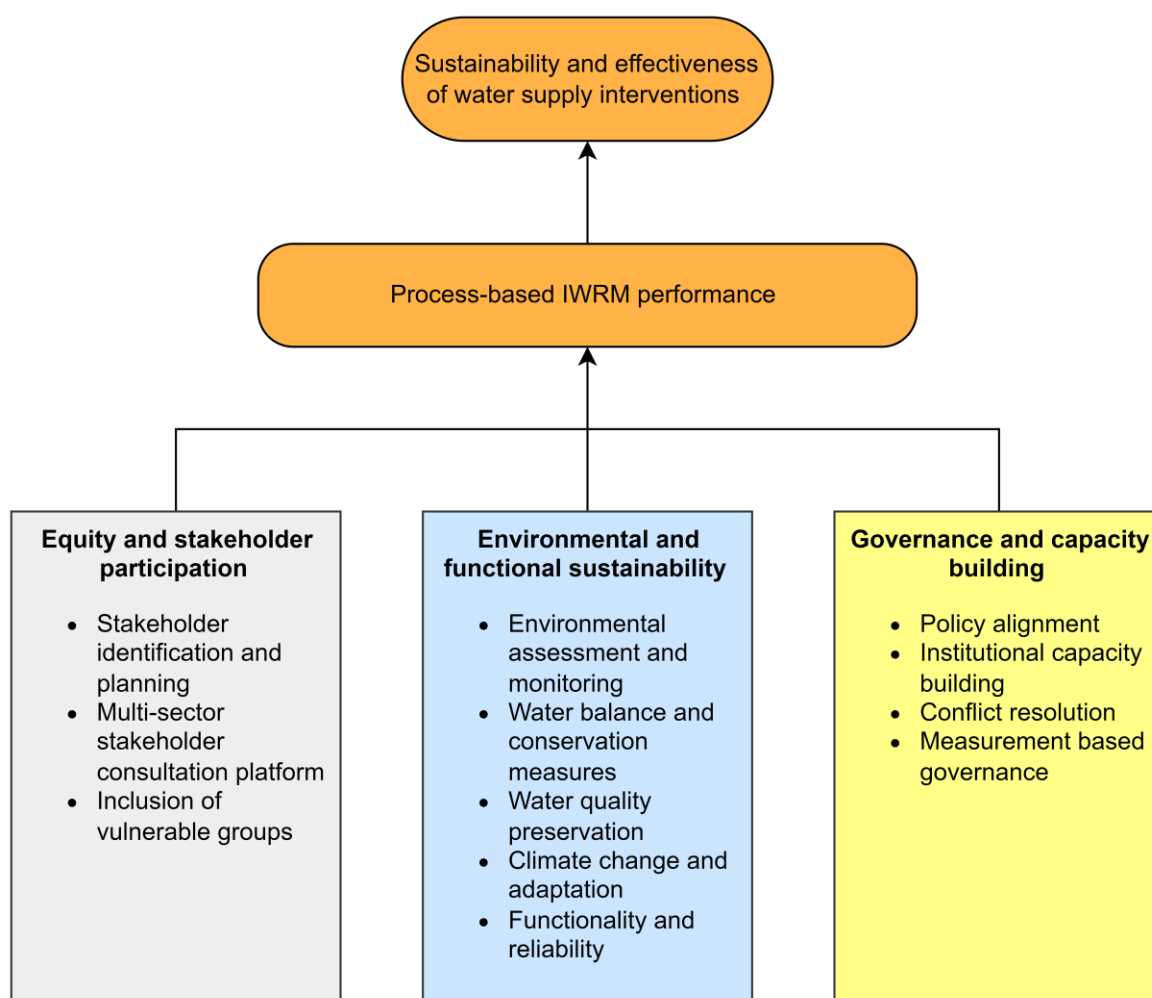 Sustainability and effectiveness
of water supply interventions
Process-based IWRM performance
Equity and stakeholder
participation
• Stakeholder
identification and
planning
• Multi-sector
stakeholder
consultation platform
• Inclusion of
vulnerable groups
Environmental and
functional sustainability
• Environmental
assessment and
monitoring
• Water balance and
conservation
measures
• Water quality
preservation
• Climate change and
adaptation
• Functionality and
reliability
Governance and capacity
building
• Policy alignment
• Institutional capacity
building
• Conflict resolution
• Measurement based
governance